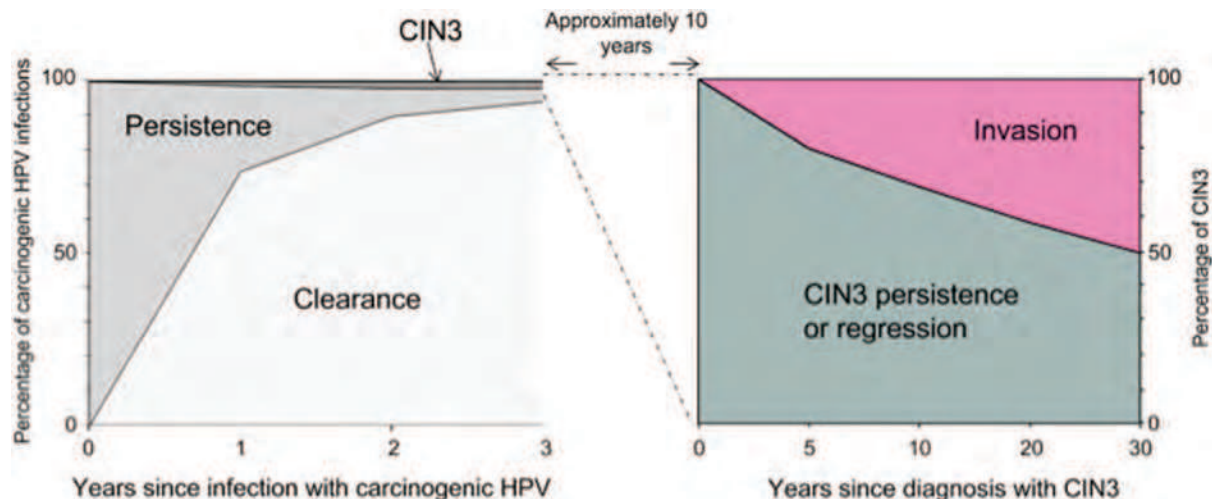 CIN3
Approximately 10
years
Percentage of carcinogenic HPV infections
100
50
0
Persistence
Clearance
0
1
2
3
Years since infection with carcinogenic HPV
Invasion
CIN3 persistence
or regression
100
50
0
Percentage of CIN3
0
5
10
20
30
Years since diagnosis with CIN3